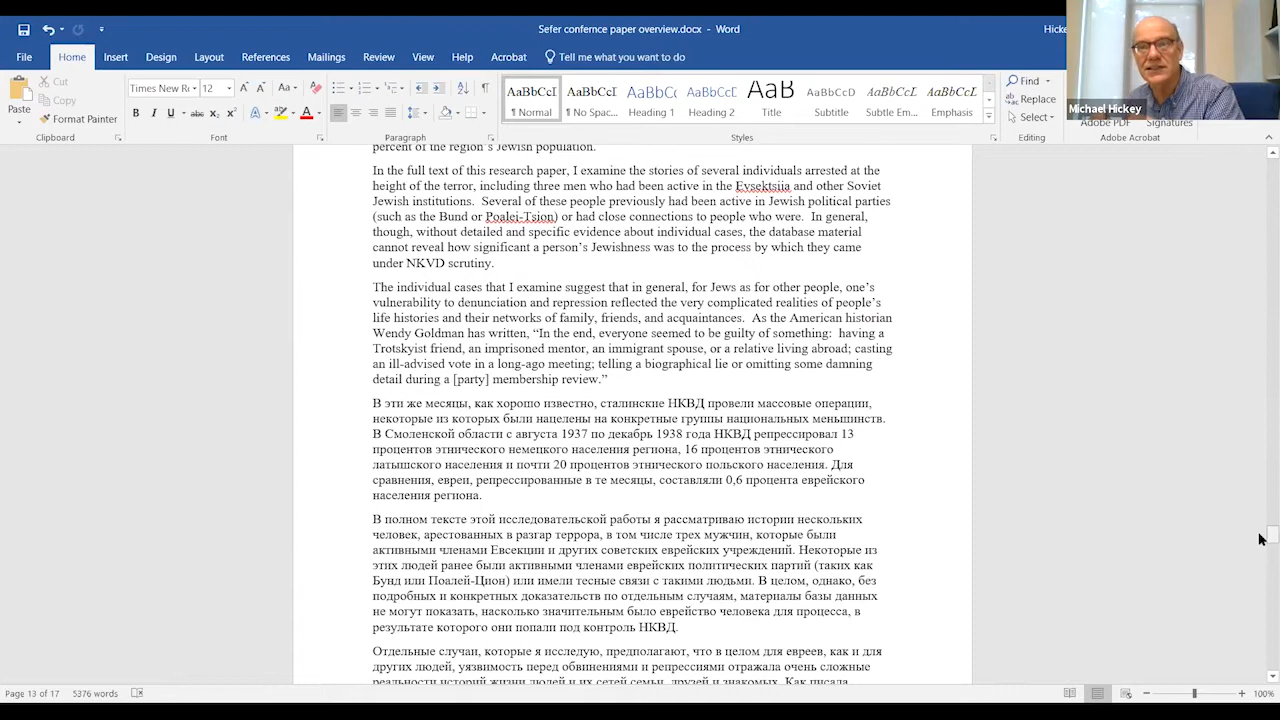 Sefer confernce paper overview.docx - Word
Hicke
File Home Insert Design Layout References Mailings Review View Help Acrobat Tell me what you want to do
Paste
Cut
Copy
Format Painter
Clipboard
Times New Ro 12
Font
Paragraph
AaBbCcI AaBbCcI AaBbC( AaBbCcI AaB AaBbCcD AaBbCcI AaBbCcI
¶ Normal ¶ No Spac... Heading 1 Heading 2 Title Subtitle Subtle Em... Emphasis
Styles
Find
Replace
Select
Editing
Michael Hickey
Adobe PDF Signatures
Adobe Acrobat
percent of the region's Jewish population.
In the full text of this research paper, I examine the stories of several individuals arrested at the
height of the terror, including three men who had been active in the Evsektsiia and other Soviet
Jewish institutions. Several of these people previously had been active in Jewish political parties
(such as the Bund or Poalei-Tsion) or had close connections to people who were. In general,
though, without detailed and specific evidence about individual cases, the database material
cannot reveal how significant a person's Jewishness was to the process by which they came
under NKVD scrutiny.
The individual cases that I examine suggest that in general, for Jews as for other people, one's
vulnerability to denunciation and repression reflected the very complicated realities of people's
life histories and their networks of family, friends, and acquaintances. As the American historian
Wendy Goldman has written, “In the end, everyone seemed to be guilty of something: having a
Trotskyist friend, an imprisoned mentor, an immigrant spouse, or a relative living abroad; casting
an ill-advised vote in a long-ago meeting; telling a biographical lie or omitting some damning
detail during a [party] membership review.”
В эти же месяцы, как хорошо известно, сталинские НКВД провели массовые операции,
некоторые из которых были нацелены на конкретные группы национальных меньшинств.
В Смоленской области с августа 1937 по декабрь 1938 года НКВД репрессировал 13
процентов этнического немецкого населения региона, 16 процентов этнического
латышского населения и почти 20 процентов этнического польского населения. Для
сравнения, евреи, репрессированные в те месяцы, составляли 0,6 процента еврейского
населения региона.
В полном тексте этой исследовательской работы я рассматриваю истории нескольких
человек, арестованных в разгар террора, в том числе трех мужчин, которые были
активными членами Евсекции и других советских еврейских учреждений. Некоторые из
этих людей ранее были активными членами еврейских политических партий (таких как
Бунд или Поалей-Цион) или имели тесные связи с такими людьми. В целом, однако, без
подробных и конкретных доказательств по отдельным случаям, материалы базы данных
не могут показать, насколько значительным было еврейство человека для процесса, в
результате которого они попали под контроль НКВД.
Отдельные случаи, которые я исследую, предполагают, что в целом для евреев, как и для
других людей, уязвимость перед обвинениями и репрессиями отражала очень сложные
реальности историй жизни людей и их сетей семьи, друзей и знакомых. Как писала
Page 13 of 17 5376 words
100%